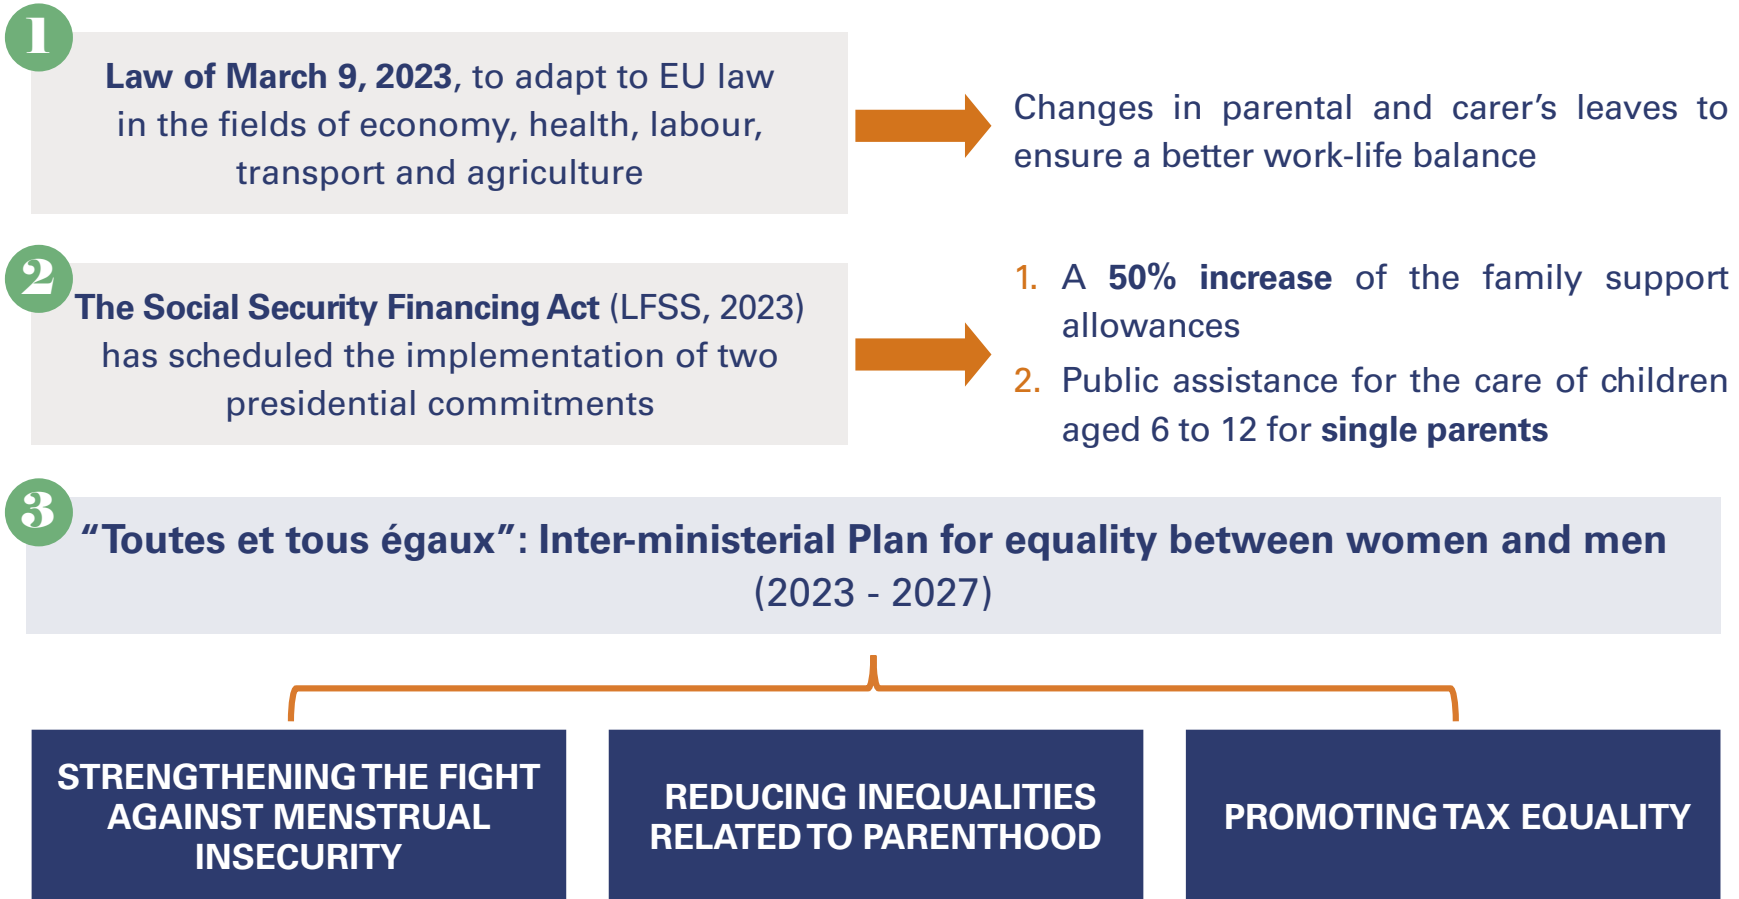 1
Law of March 9, 2023, to adapt to EU law
in the fields of economy, health, labour,
transport and agriculture
Changes in parental and carer's leaves to
ensure a better work-life balance
2
The Social Security Financing Act (LFSS, 2023)
has scheduled the implementation of two
presidential commitments
1. A 50% increase of the family support
allowances
2. Public assistance for the care of children
aged 6 to 12 for single parents
3
“Toutes et tous égaux”: Inter-ministerial Plan for equality between women and men
(2023 - 2027)
STRENGTHENING THE FIGHT
AGAINST MENSTRUAL
INSECURITY
REDUCING INEQUALITIES
RELATED TO PARENTHOOD
PROMOTING TAX EQUALITY